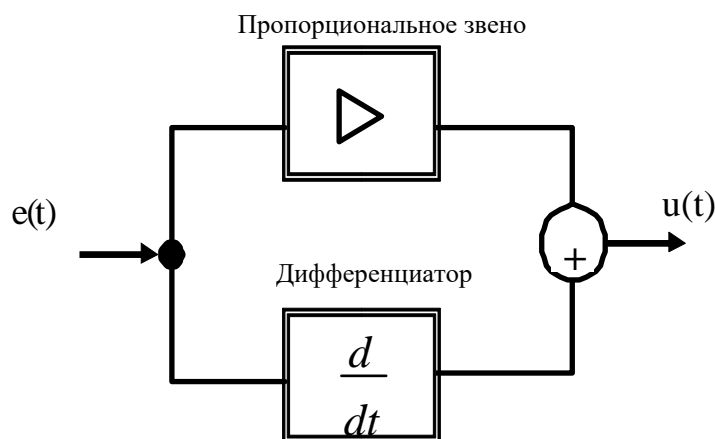 Пропорциональное звено
e(t)
u(t)
+
Дифференциатор
d
dt